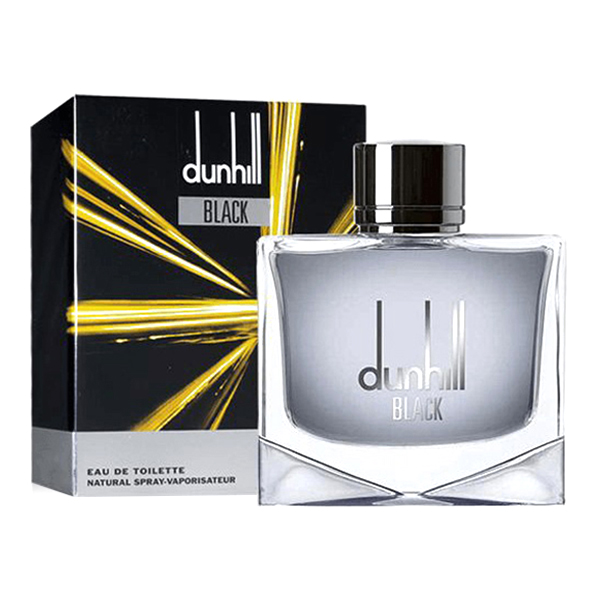 dunhill
BLACK
EAU DE TOILETTE
NATURAL SPRAY-VAPORISATEUR
dunhill
BLACK